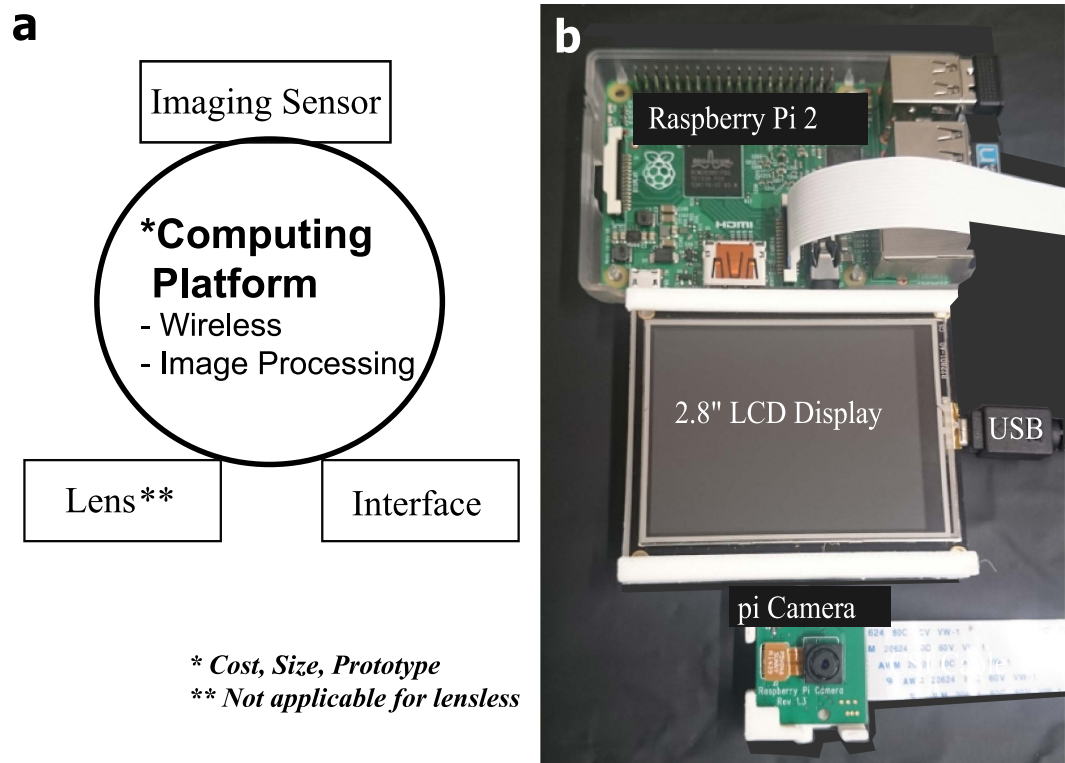 a
Imaging Sensor
*Computing
Platform
- Wireless
- Image Processing
Lens**
Interface
* Cost, Size, Prototype
** Not applicable for lensless
b
Raspberry Pi 2
HDMI
2.8" LCD Display
USB
pi Camera
Raspberry Pi Camera
Rev 1.3